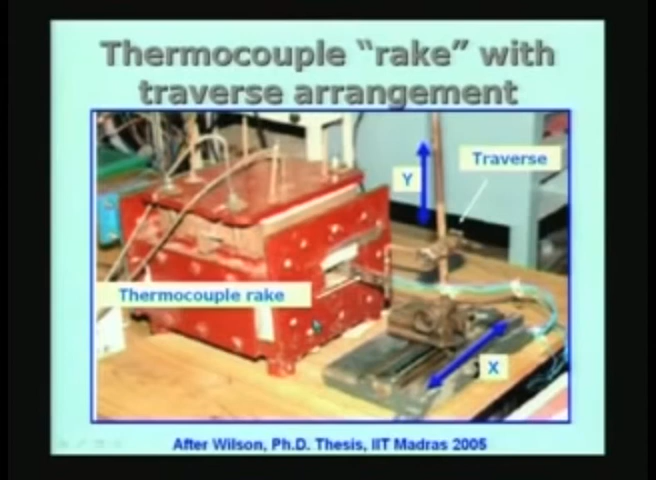 Thermocouple “rake” with
traverse arrangement
Traverse
Y
Thermocouple rake
X
After Wilson, Ph.D. Thesis, IIT Madras 2005